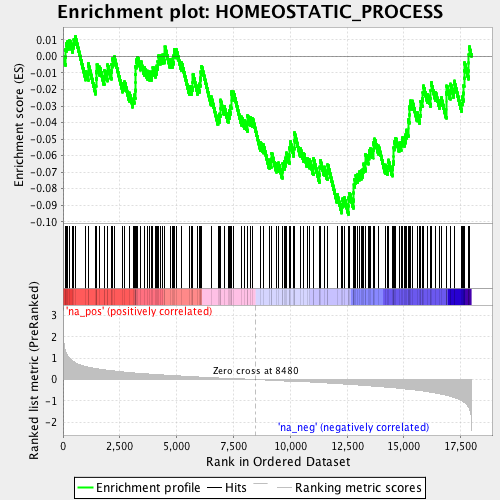 Enrichment plot: HOMEOSTATIC_PROCESS
Enrichment score (ES)
0.01
0.00
-0.01
-0.02
-0.03
-0.04
-0.05
-0.06
-0.07
-0.08
-0.09
-0.10
Ranked list metric (PreRanked)
'na_pos' (positively correlated)
3
2
1
0
-1
-2
Zero cross at 8480
'na_neg' (negatively correlated)
0
2,500
5,000
7,500
10,000
12,500
15,000
17,500
Rank in Ordered Dataset
Enrichment profile
Hits
Ranking metric scores